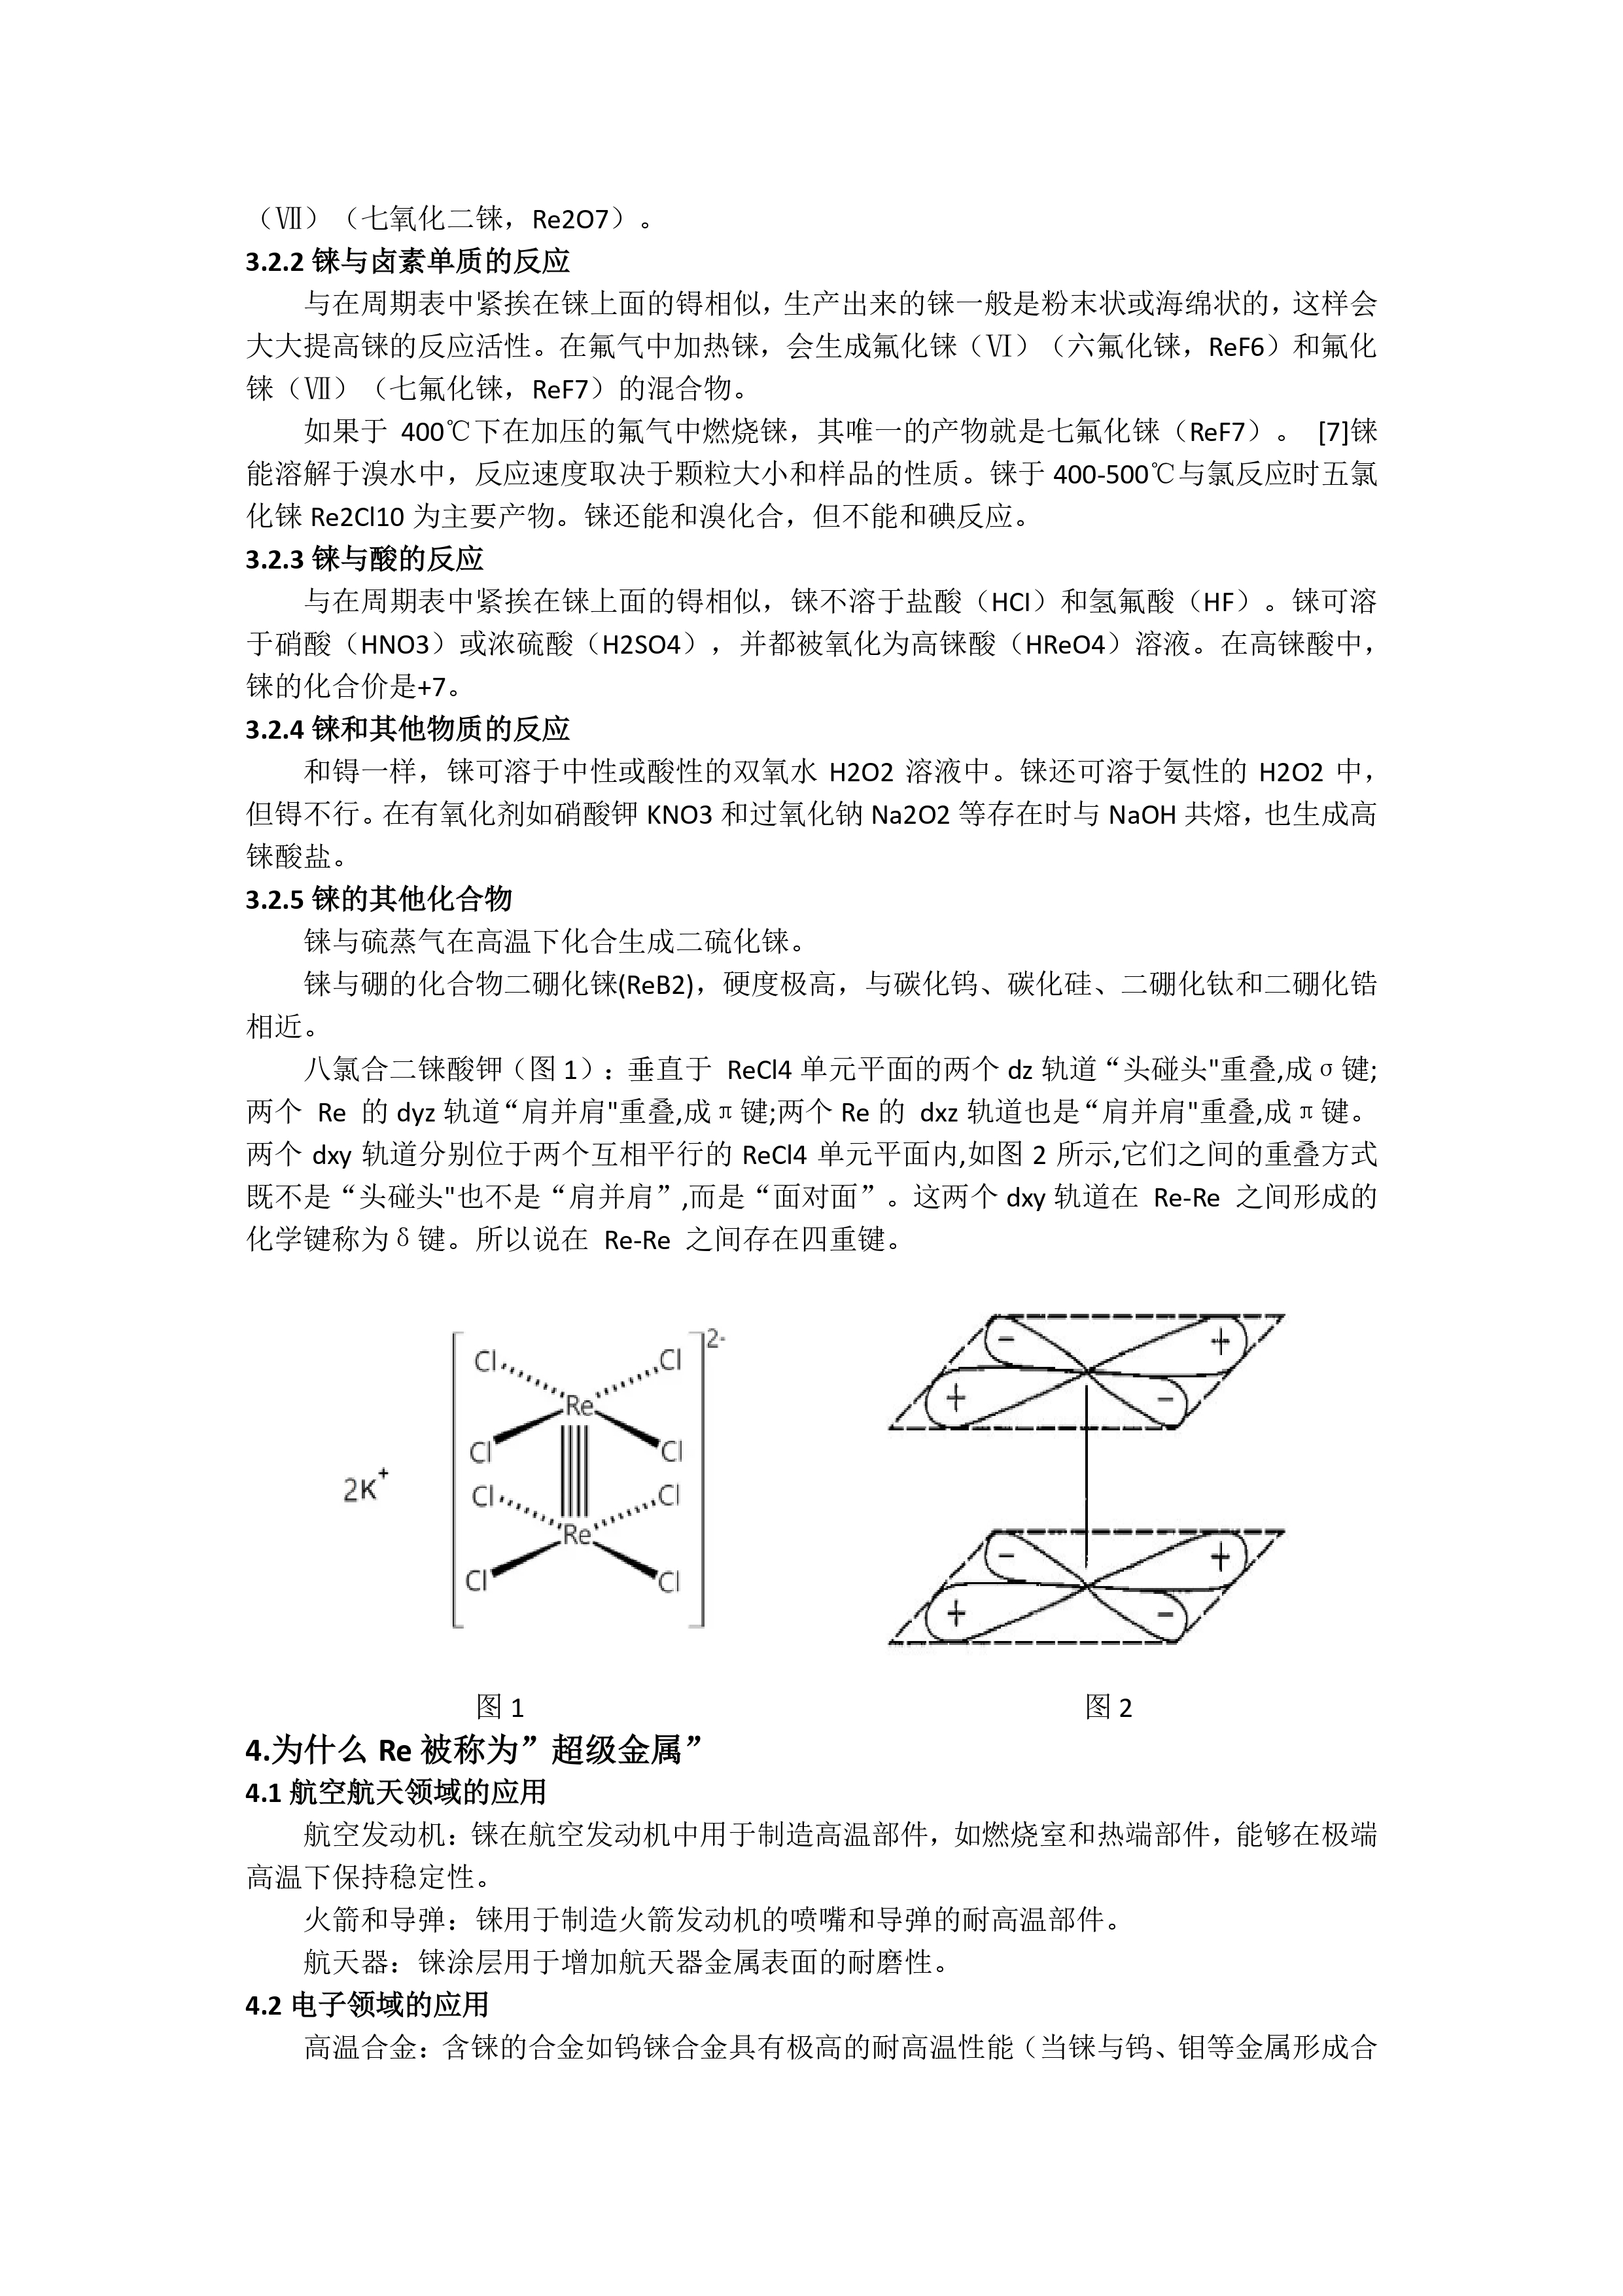 （Ⅶ）（七氧化二铼，Re2O7）。
3.2.2 铼与卤素单质的反应
与在周期表中紧挨在铼上面的锝相似，生产出来的铼一般是粉末状或海绵状的，这样会
大大提高铼的反应活性。在氟气中加热铼，会生成氟化铼（Ⅵ）（六氟化铼，ReF6）和氟化
铼（Ⅶ）（七氟化铼，ReF7）的混合物。
如果于 400℃下在加压的氟气中燃烧铼，其唯一的产物就是七氟化铼（ReF7）。 [7]铼
能溶解于溴水中，反应速度取决于颗粒大小和样品的性质。铼于 400-500℃与氯反应时五氯
化铼 Re2Cl10 为主要产物。铼还能和溴化合，但不能和碘反应。
3.2.3 铼与酸的反应
与在周期表中紧挨在铼上面的锝相似，铼不溶于盐酸（HCl）和氢氟酸（HF）。铼可溶
于硝酸（HNO3）或浓硫酸（H2SO4），并都被氧化为高铼酸（HReO4）溶液。在高铼酸中，
铼的化合价是+7。
3.2.4 铼和其他物质的反应
和锝一样，铼可溶于中性或酸性的双氧水 H2O2 溶液中。铼还可溶于氨性的 H2O2 中，
但锝不行。在有氧化剂如硝酸钾 KNO3 和过氧化钠 Na2O2 等存在时与 NaOH 共熔，也生成高
铼酸盐。
3.2.5 铼的其他化合物
铼与硫蒸气在高温下化合生成二硫化铼。
铼与硼的化合物二硼化铼(ReB2)，硬度极高，与碳化钨、碳化硅、二硼化钛和二硼化锆
相近。
八氯合二铼酸钾（图 1）：垂直于 ReCl4 单元平面的两个 dz 轨道“头碰头"重叠,成σ键;
两个 Re 的 dyz 轨道“肩并肩"重叠,成π键;两个 Re 的 dxz 轨道也是“肩并肩"重叠,成π键。
两个 dxy 轨道分别位于两个互相平行的 ReCl4 单元平面内,如图 2 所示,它们之间的重叠方式
既不是“头碰头"也不是“肩并肩”,而是“面对面”。这两个 dxy 轨道在 Re-Re 之间形成的
化学键称为δ键。所以说在 Re-Re 之间存在四重键。
2-
Cl Cl
Re
Cl Cl
2K+
Cl Cl
Re
Cl Cl
- +
+ -
- +
+ -
图 1 图 2
4.为什么 Re 被称为”超级金属”
4.1 航空航天领域的应用
航空发动机：铼在航空发动机中用于制造高温部件，如燃烧室和热端部件，能够在极端
高温下保持稳定性。
火箭和导弹：铼用于制造火箭发动机的喷嘴和导弹的耐高温部件。
航天器：铼涂层用于增加航天器金属表面的耐磨性。
4.2 电子领域的应用
高温合金：含铼的合金如钨铼合金具有极高的耐高温性能（当铼与钨、钼等金属形成合